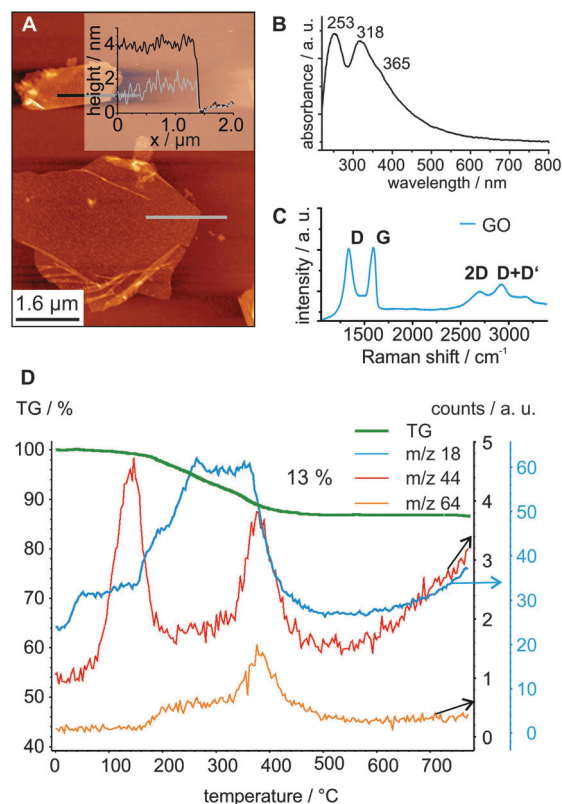 A
height / nm
4
2
0
0
1.0
2.0
x / µm
1.6 µm
B
253
318
365
absorbance / a. u.
300
400
500
600
700
800
wavelength / nm
C
GO
D
G
2D
D+D‘
intensity / a. u.
1500
2000
2500
3000
Raman shift / cm-1
D
TG / %
counts / a. u.
100
90
80
70
60
50
40
13 %
TG
m/z 18
m/z 44
m/z 64
5
4
3
2
1
0
60
50
40
30
20
10
0
0
100
200
300
400
500
600
700
temperature / °C